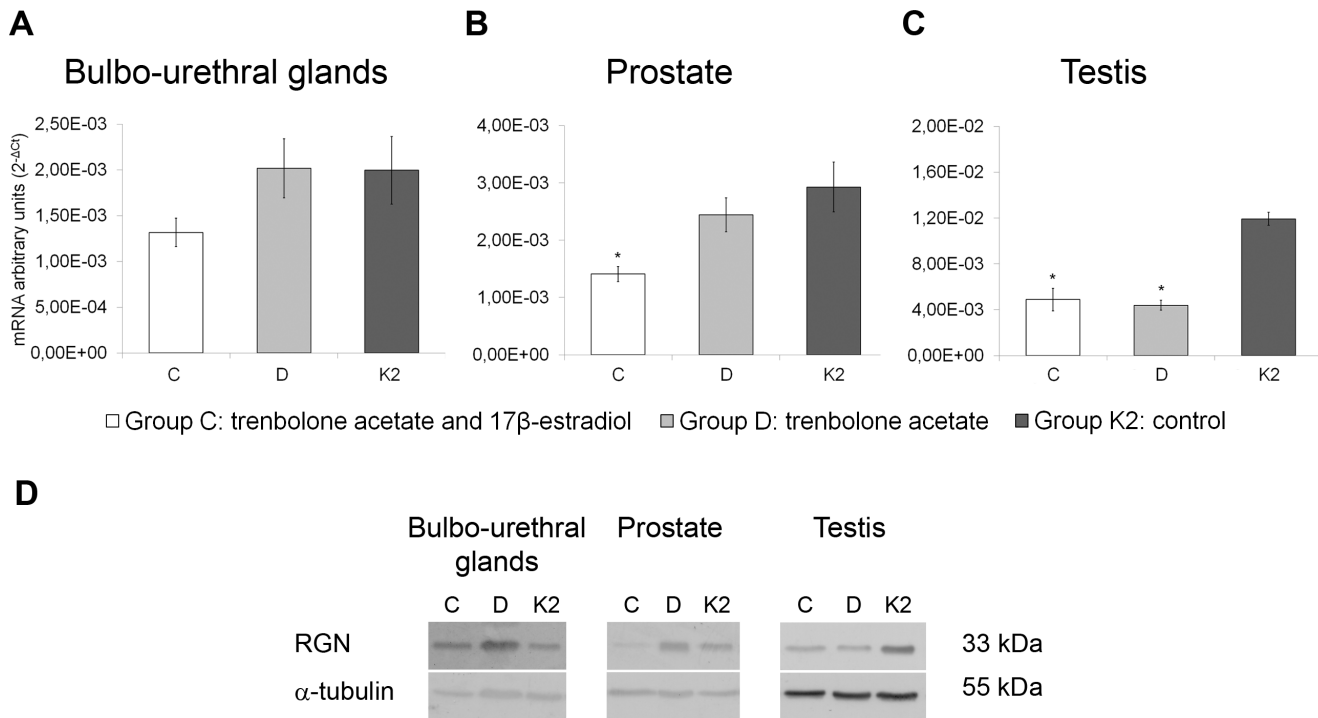 A
B
C
Bulbo-urethral glands
Prostate
Testis
mRNA arbitrary units (2-ΔCt)
2,50E-03
2,00E-03
1,50E-03
1,00E-03
5,00E-04
0,00E+00
C D K2
4,00E-03
3,00E-03
2,00E-03
1,00E-03
0,00E+00
*
C D K2
2,00E-02
1,60E-02
1,20E-02
8,00E-03
4,00E-03
0,00E+00
* *
C D K2
Group C: trenbolone acetate and 17β-estradiol Group D: trenbolone acetate Group K2: control
D
Bulbo-urethral
glands
Prostate
Testis
C D K2 C D K2 C D K2
RGN 33 kDa
α-tubulin 55 kDa